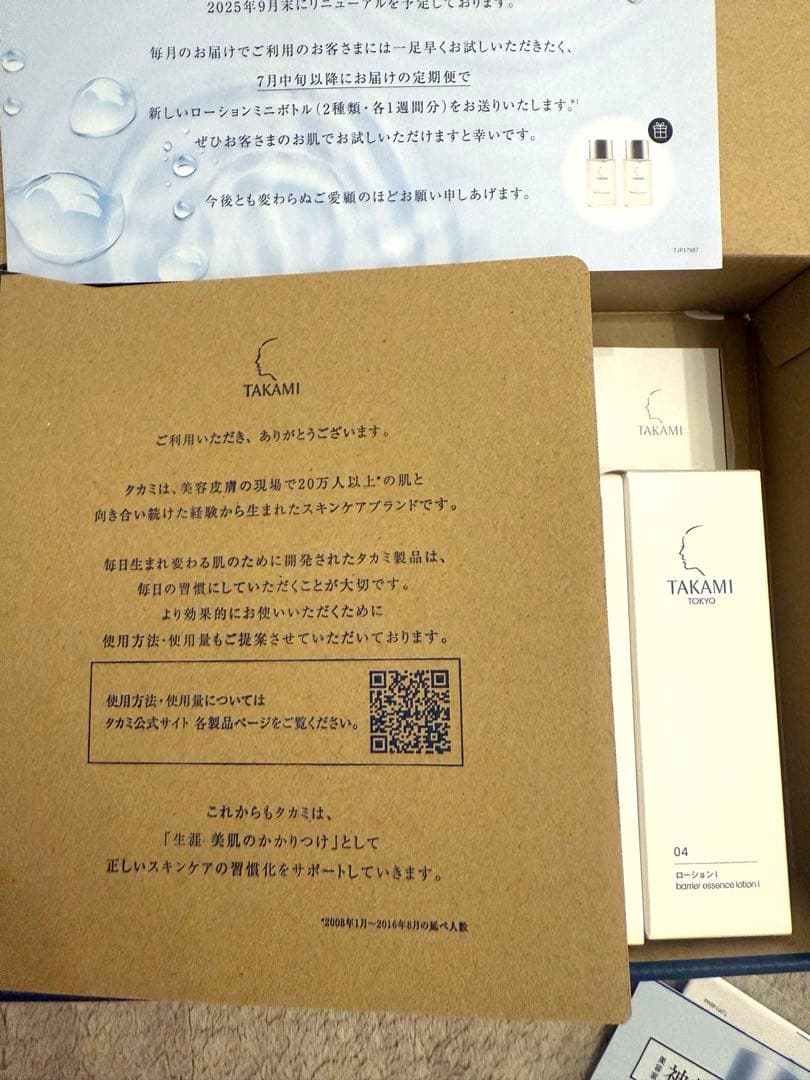 2025年9月末にリニューアルを予定しております。
毎月のお届けでご利用のお客さまには一足早くお試しいただきたく、
7月中旬以降にお届けの定期便で
新しいローションミニボトル(2種類・各1週間分)をお送りいたします。
ぜひお客さまのお肌でお試しいただけますと幸いです。
今後とも変わらぬご愛顧のほどお願い申しあげます。
TAKAMI
TAKAMI
TJP17987
TAKAMI
ご利用いただき、ありがとうございます。
タカミは、美容皮膚の現場で20万人以上*の肌と
向き合い続けた経験から生まれたスキンケアブランドです。
毎日生まれ変わる肌のために開発されたタカミ製品は、
毎日の習慣にしていただくことが大切です。
より効果的にお使いいただくために
使用方法・使用量もご提案させていただいております。
使用方法・使用量については
タカミ公式サイト 各製品ページをご覧ください。
これからもタカミは、
「生涯 美肌のかかりつけ」として
正しいスキンケアの習慣化をサポートしていきます。
*2008年1月〜2016年8月の延べ人数
TAKAMI
TAKAMI
TOKYO
04
ローションI
barrier essence lotion I